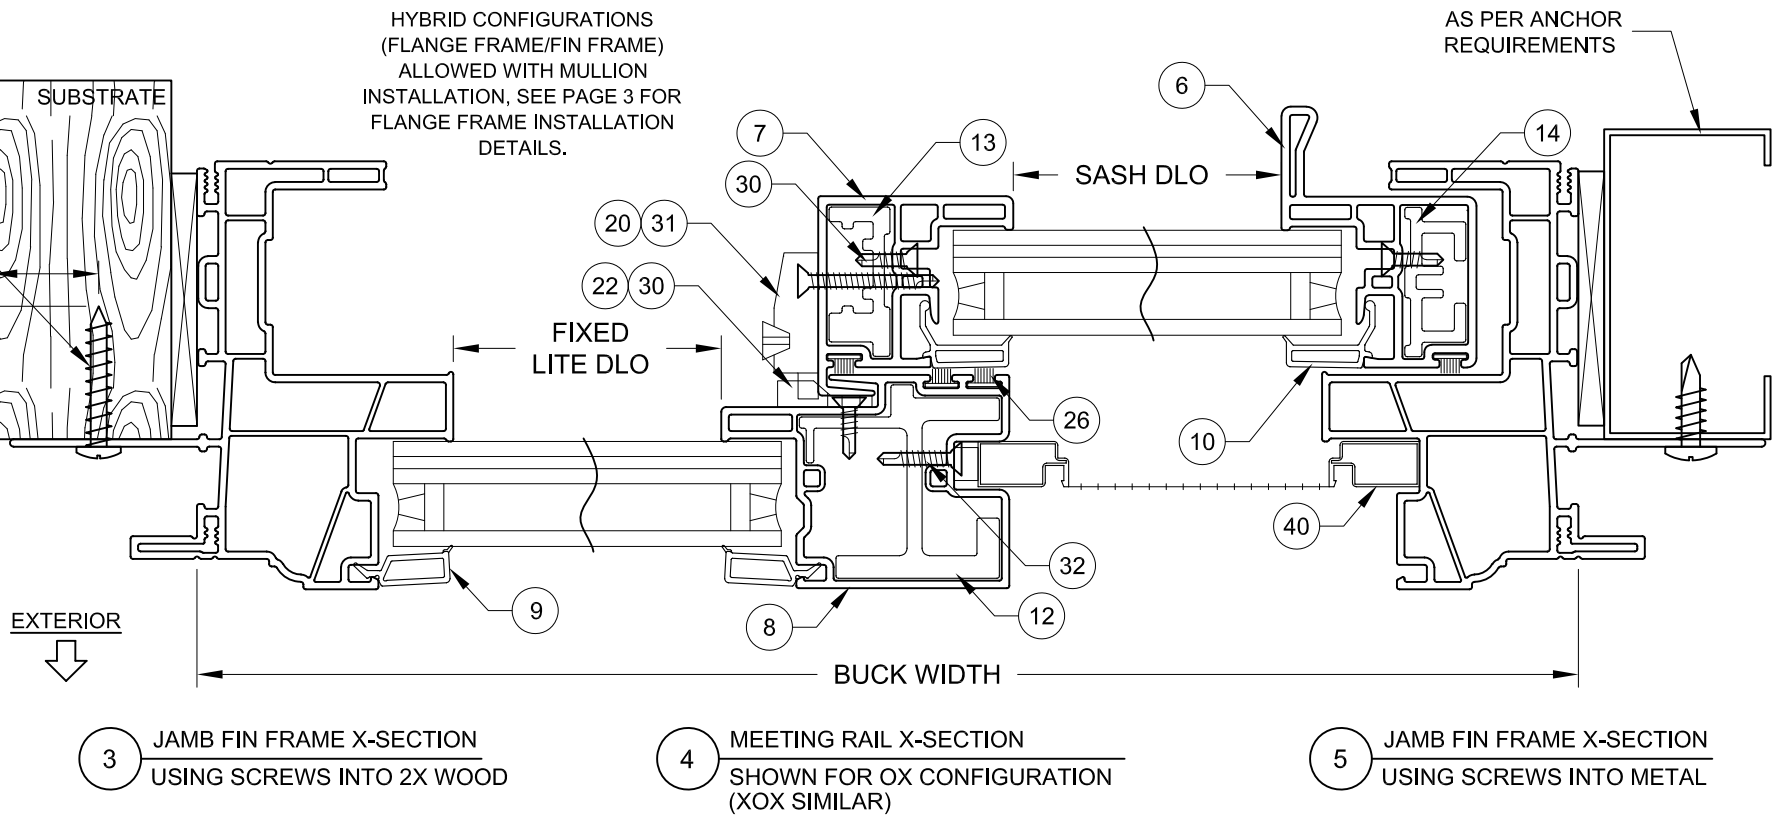 HYBRID CONFIGURATIONS
(FLANGE FRAME/FIN FRAME)
ALLOWED WITH MULLION
INSTALLATION, SEE PAGE 3 FOR
FLANGE FRAME INSTALLATION
DETAILS.
AS PER ANCHOR
REQUIREMENTS
SUBSTRATE
6
7
13
14
30
SASH DLO
20 31
22 30
FIXED
LITE DLO
26
10
40
32
9
8
12
EXTERIOR
BUCK WIDTH
3
JAMB FIN FRAME X-SECTION
USING SCREWS INTO 2X WOOD
4
MEETING RAIL X-SECTION
SHOWN FOR OX CONFIGURATION
(XOX SIMILAR)
5
JAMB FIN FRAME X-SECTION
USING SCREWS INTO METAL